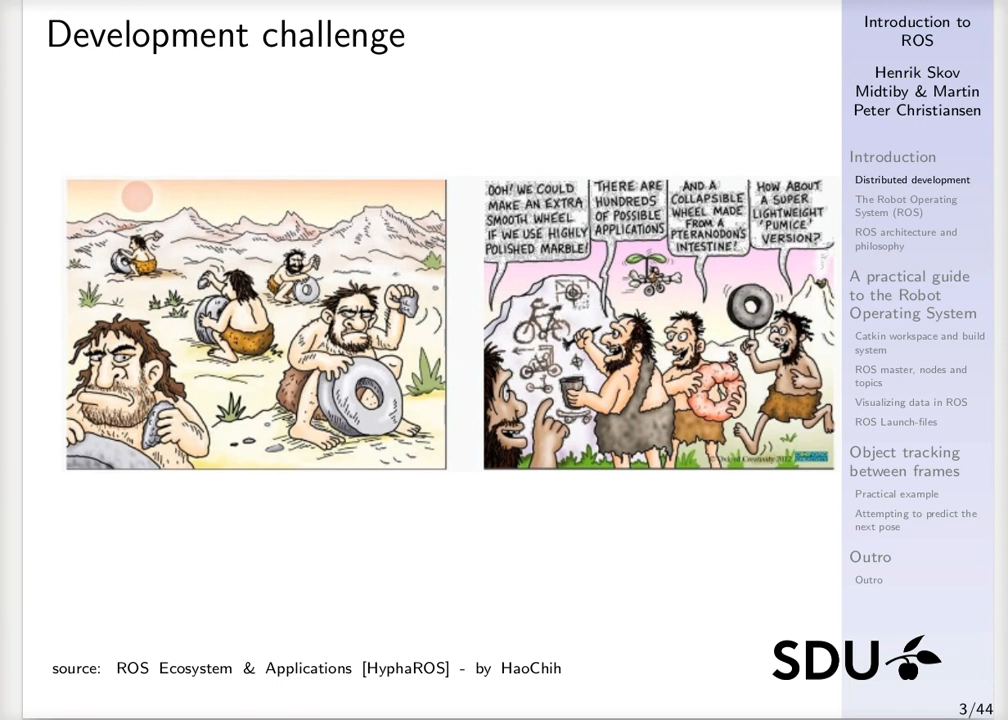 Development challenge
OOH! WE COULD
MAKE AN EXTRA
SMOOTH WHEEL
IF WE USE HIGHLY
POLISHED MARBLE!
THERE ARE
HUNDREDS
OF POSSIBLE
APPLICATIONS
AND A
COLLAPSIBLE
WHEEL MADE
FROM A
PTERANODON'S
INTESTINE!
HOW ABOUT
A SUPER
LIGHTWEIGHT
'PUMICE'
VERSION?
source: ROS Ecosystem & Applications [HyphaROS] - by HaoChih
Introduction to
ROS
Henrik Skov
Midtiby & Martin
Peter Christiansen
Introduction
Distributed development
The Robot Operating
System (ROS)
ROS architecture and
philosophy
A practical guide
to the Robot
Operating System
Catkin workspace and build
system
ROS master, nodes and
topics
Visualizing data in ROS
ROS Launch-files
Object tracking
between frames
Practical example
Attempting to predict the
next pose
Outro
Outro
SDU
3/44